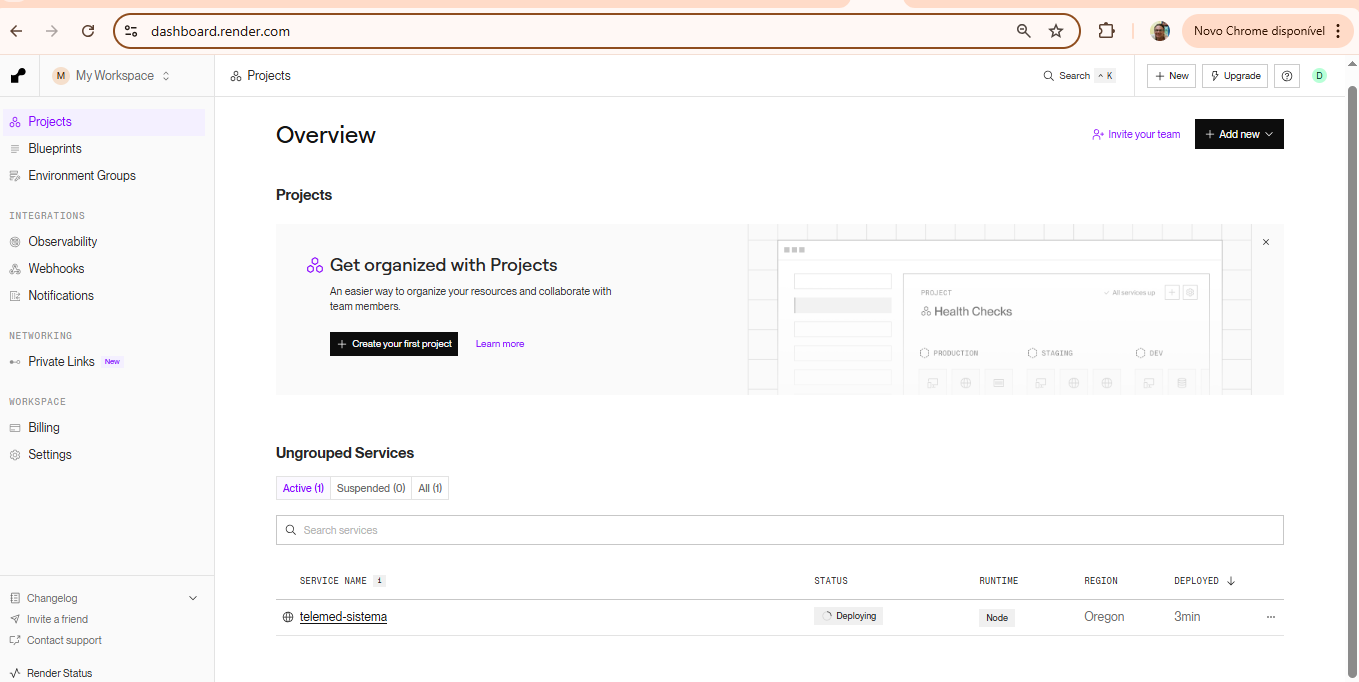 dashboard.render.com
Novo Chrome disponível
M My Workspace
Projects
Search ^ K
+ New
Upgrade
D
Projects
Blueprints
Environment Groups
INTEGRATIONS
Observability
Webhooks
Notifications
NETWORKING
Private Links New
WORKSPACE
Billing
Settings
Changelog
Invite a friend
Contact support
Render Status
Overview
Invite your team
+ Add new
Projects
Get organized with Projects
An easier way to organize your resources and collaborate with
team members.
+ Create your first project
Learn more
PROJECT
All services up
Health Checks
PRODUCTION
STAGING
DEV
Ungrouped Services
Active (1)
Suspended (0)
All (1)
Search services
SERVICE NAME i STATUS RUNTIME REGION DEPLOYED ↓
telemed-sistema Deploying Node Oregon 3min ...